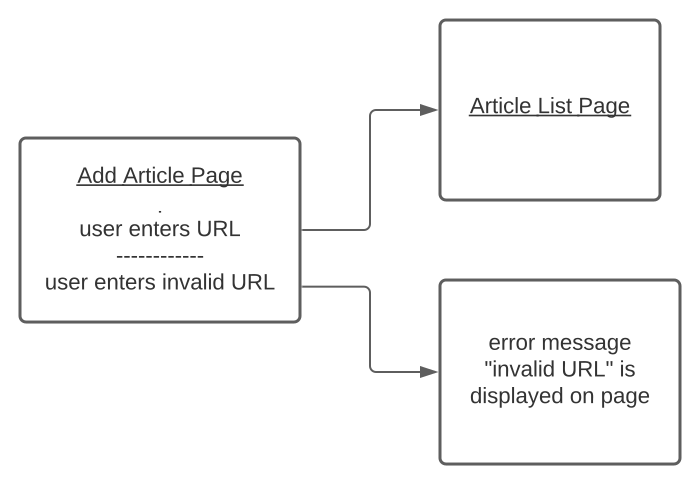 Add Article Page
.
user enters URL
-------------
user enters invalid URL
Article List Page
error message
"invalid URL" is
displayed on page